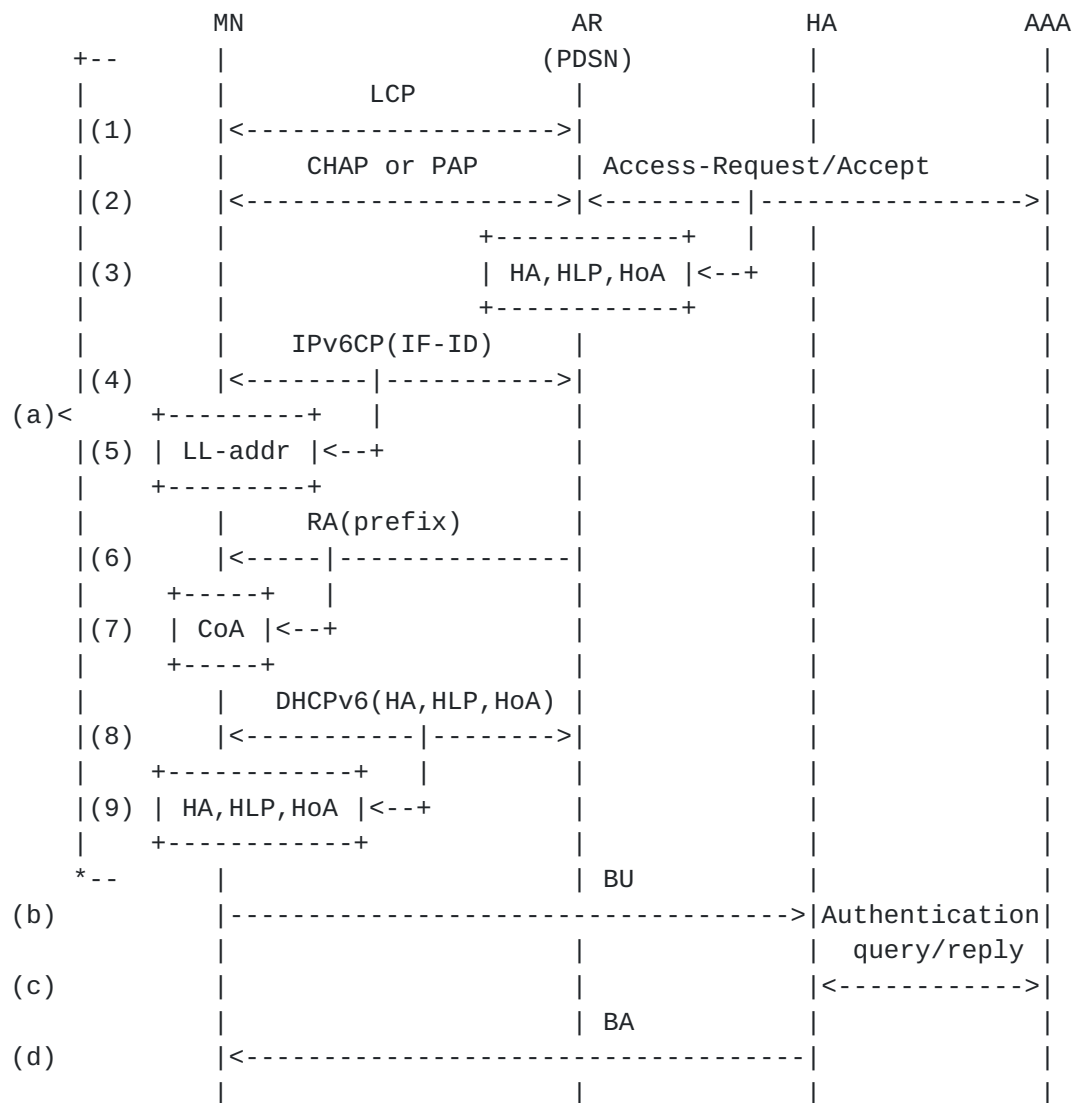 MN AR HA AAA
+-- | (PDSN) | |
| | LCP | | |
|(1) |<-------------------->| | |
| | CHAP or PAP | Access-Request/Accept |
|(2) |<-------------------->|<---------|----------------->|
| | +------------+ | | |
|(3) | | HA,HLP,HoA |<--+ | |
| | +------------+ | |
| | IPv6CP(IF-ID) | | |
|(4) |<--------|----------->| | |
(a)< +---------+ | | | |
|(5) | LL-addr |<--+ | | |
| +---------+ | | |
| | RA(prefix) | | |
|(6) |<-----|---------------| | |
| +-----+ | | | |
|(7) | CoA |<--+ | | |
| +-----+ | | |
| | DHCPv6(HA,HLP,HoA) | | |
|(8) |<-----------|-------->| | |
| +------------+ | | | |
|(9) | HA,HLP,HoA |<--+ | | |
| +------------+ | | |
*-- | | BU | |
(b) |------------------------------------>|Authentication|
| | | query/reply |
(c) | | |<------------>|
| | BA | |
(d) |<------------------------------------| |
| | | |